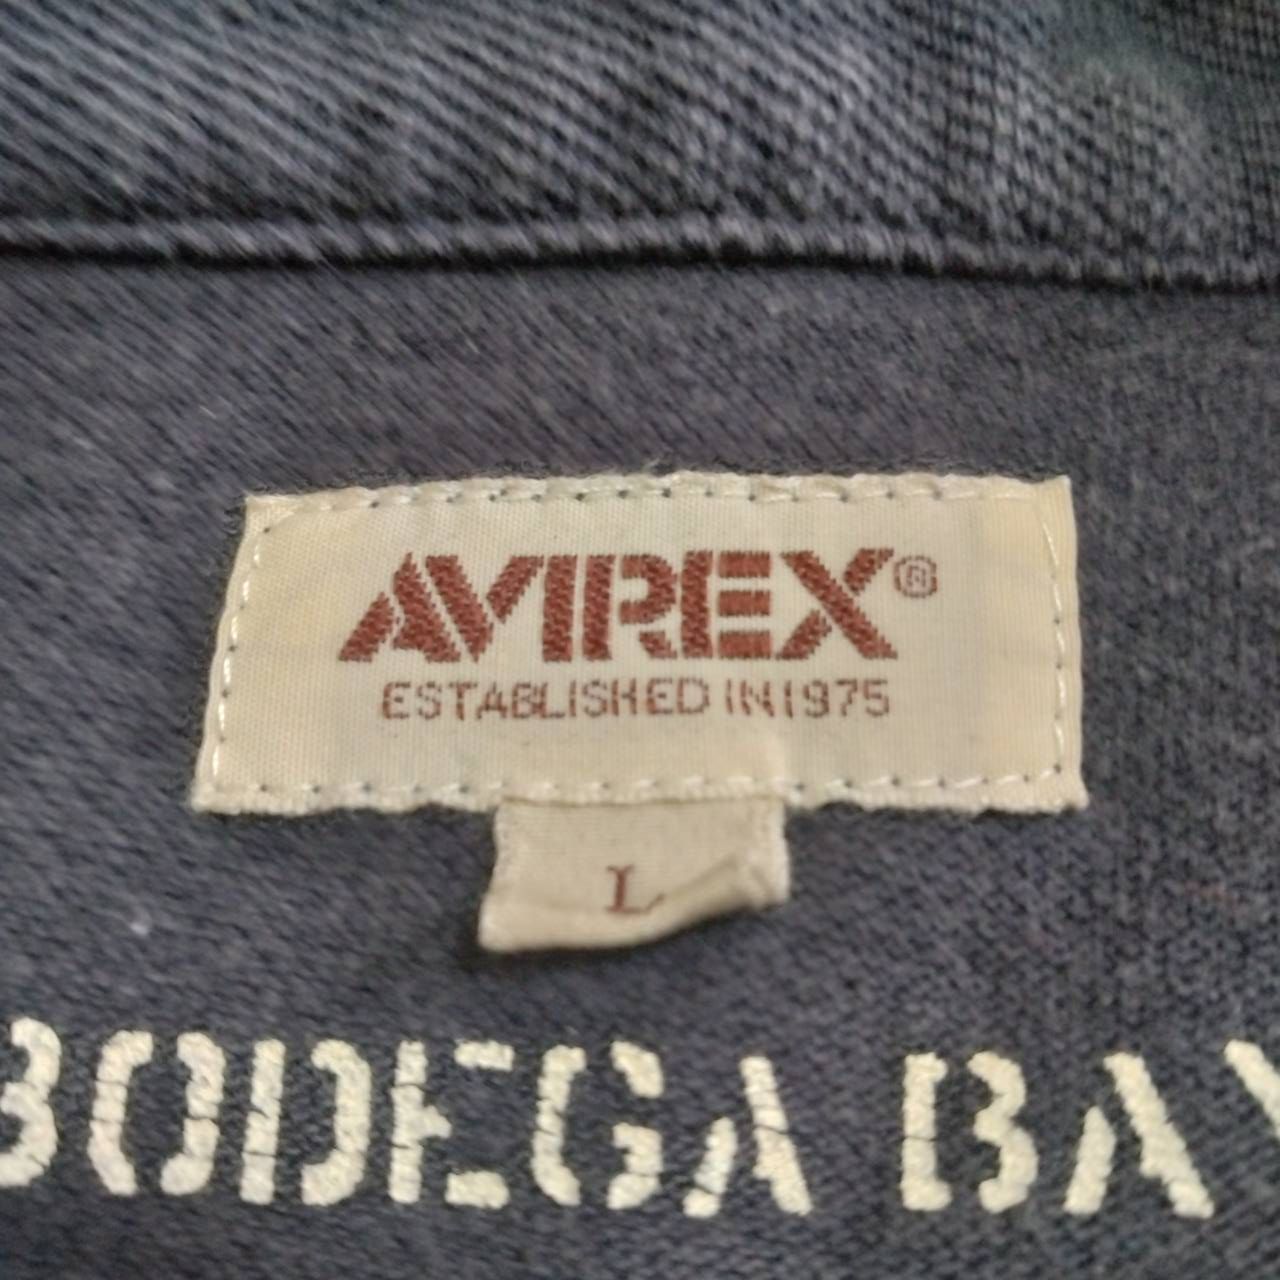 AVIREX®
ESTABLISHED IN 1975
L
BODEGA BAY